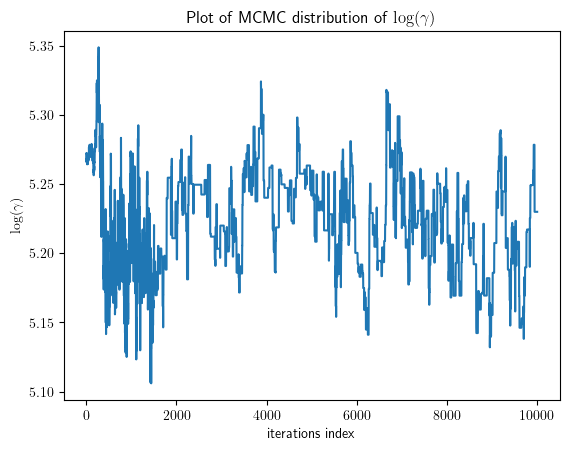 Plot of MCMC distribution of log(γ)
5.35
5.30
5.25
5.20
5.15
5.10
log(γ)
0 2000 4000 6000 8000 10000
iterations index